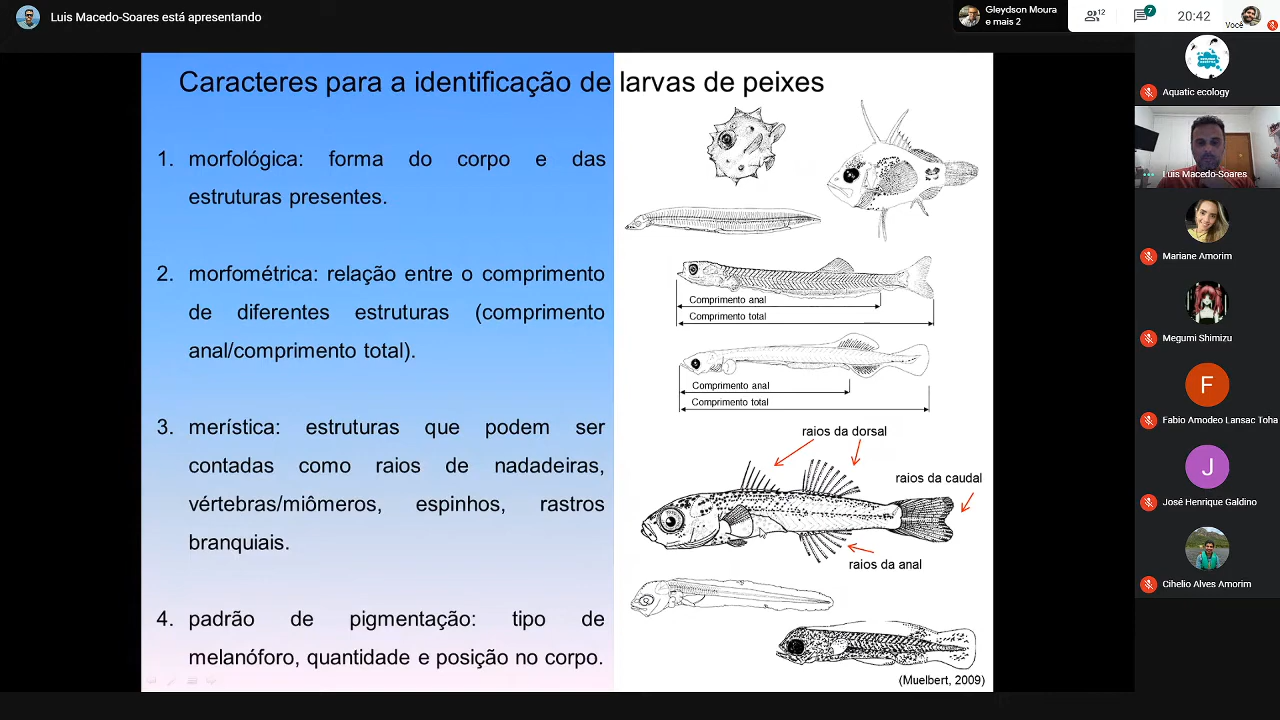 Luis Macedo-Soares está apresentando
Gleydson Moura
e mais 2
12
7
20:42
Você
Caracteres para a identificação de larvas de peixes
1. morfológica: forma do corpo e das
estruturas presentes.
2. morfométrica: relação entre o comprimento
de diferentes estruturas (comprimento
anal/comprimento total).
3. merística: estruturas que podem ser
contadas como raios de nadadeiras,
vértebras/miômeros, espinhos, rastros
branquiais.
4. padrão de pigmentação: tipo de
melanóforo, quantidade e posição no corpo.
Comprimento anal
Comprimento total
Comprimento anal
Comprimento total
raios da dorsal
raios da caudal
raios da anal
(Muelbert, 2009)
Aquatic ecology
Luis Macedo-Soares
Mariane Amorim
Megumi Shimizu
F
Fabio Amodeo Lansac Toha
J
José Henrique Galdino
Cihelio Alves Amorim